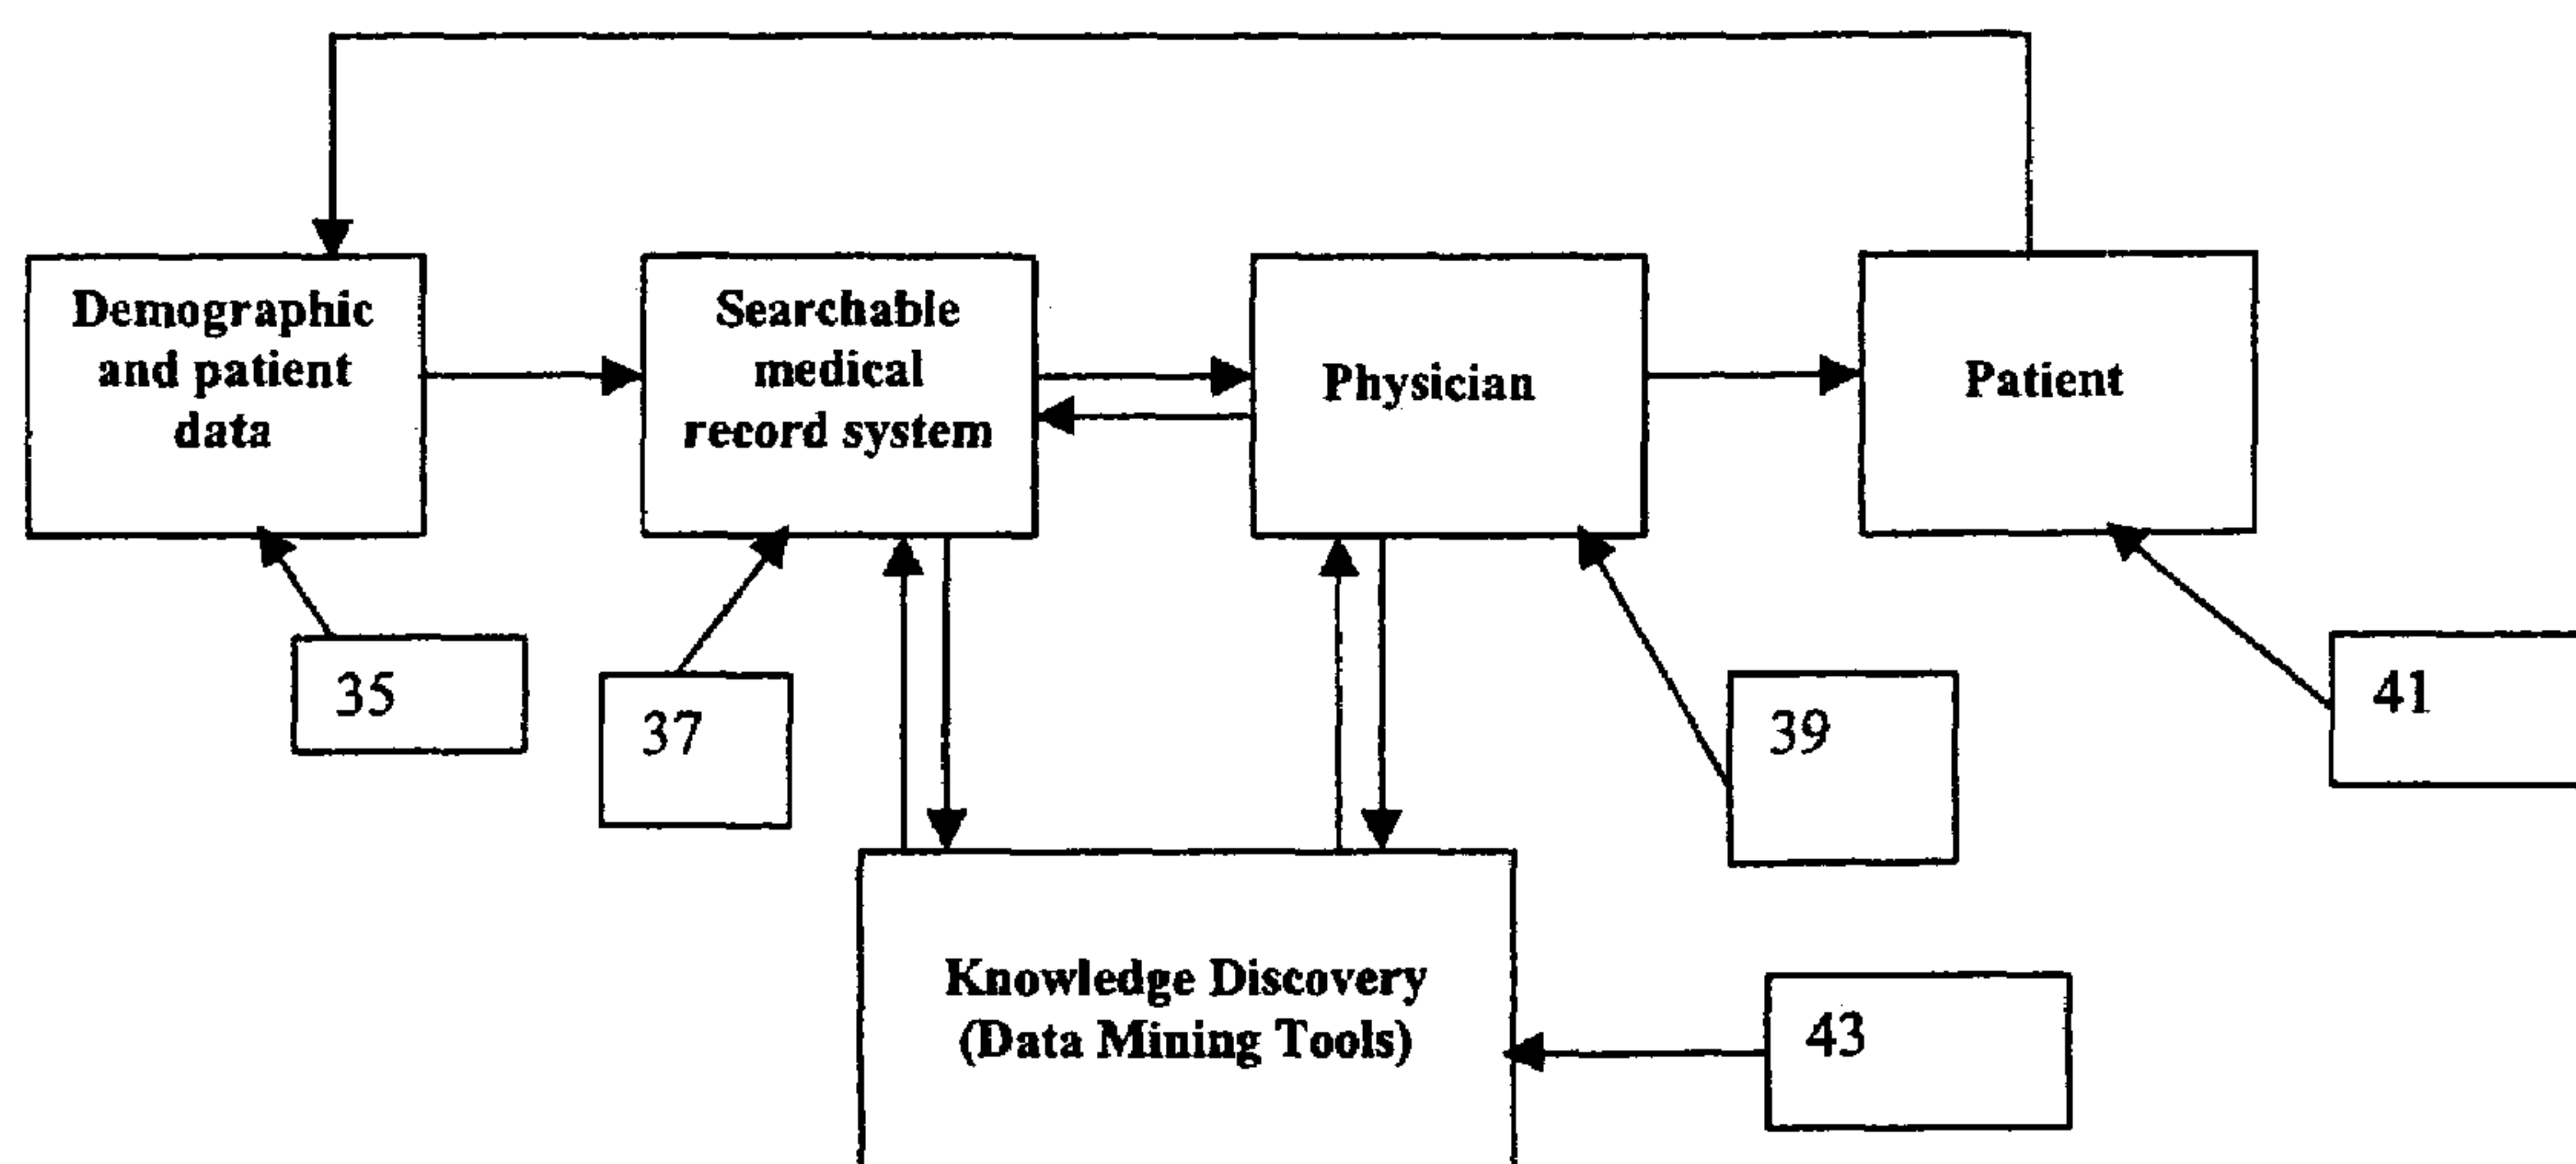 Demographic
and patient
data
Searchable
medical
record system
Physician
Patient
35
37
39
41
Knowledge Discovery
(Data Mining Tools)
43